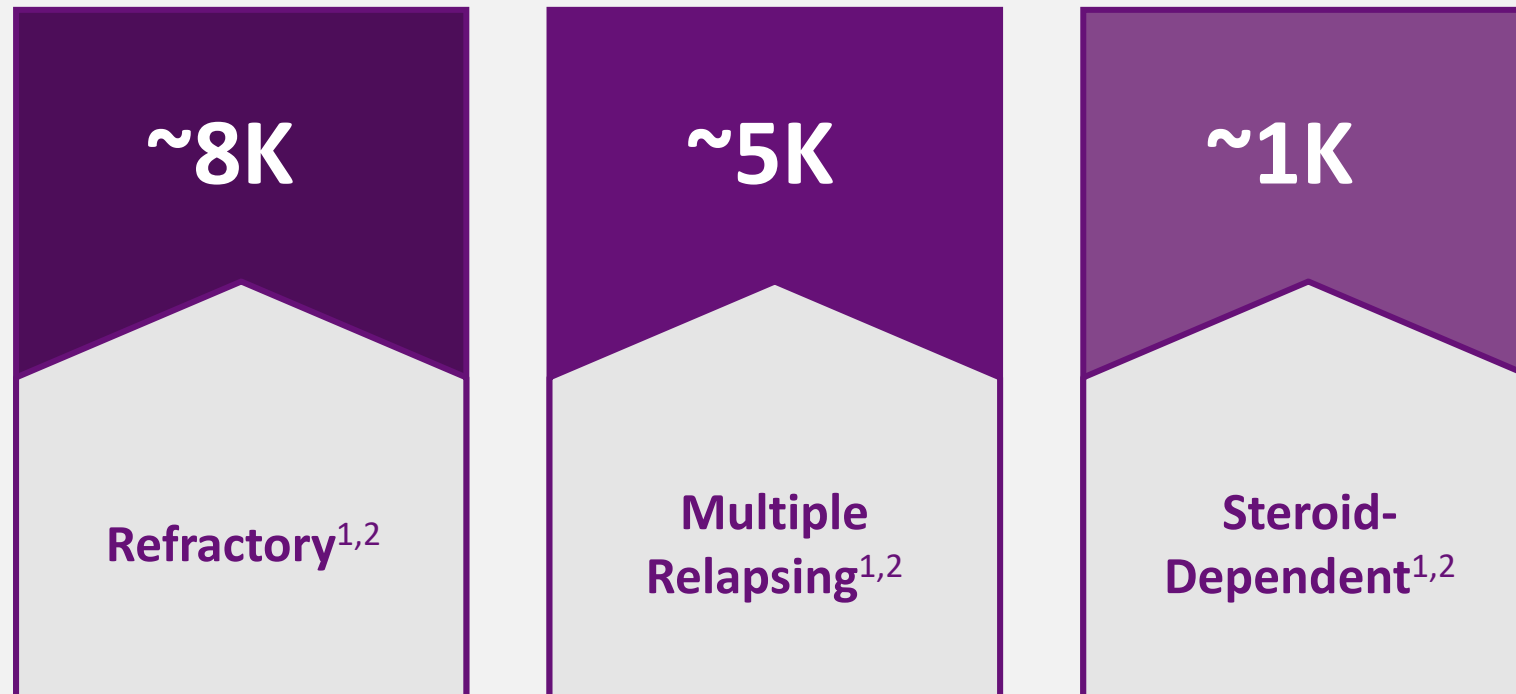 ~8K
~5K
~1K
Refractory1,2
Multiple
Relapsing1,2
Steroid-
Dependent1,2